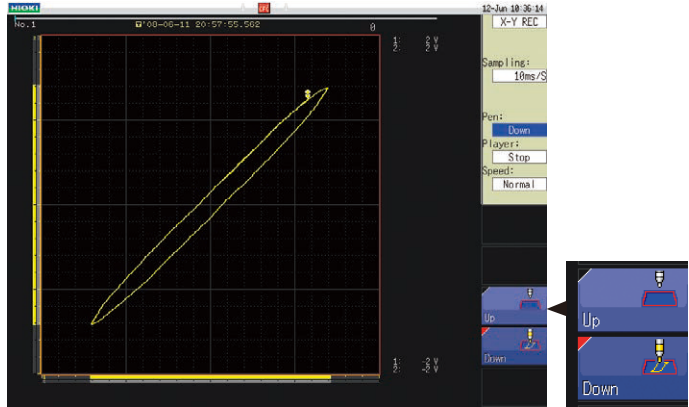 HIOKI
12-Jun 10:36:14
No.1
'08-06-11 20:57:55.562
0
X-Y REC
1: 2 V
2: 2 V
Sampling:
10ms/S
Pen:
Down
Player:
Stop
Speed:
Normal
Up
Down
1: -2 V
2: -2 V
Up
Down